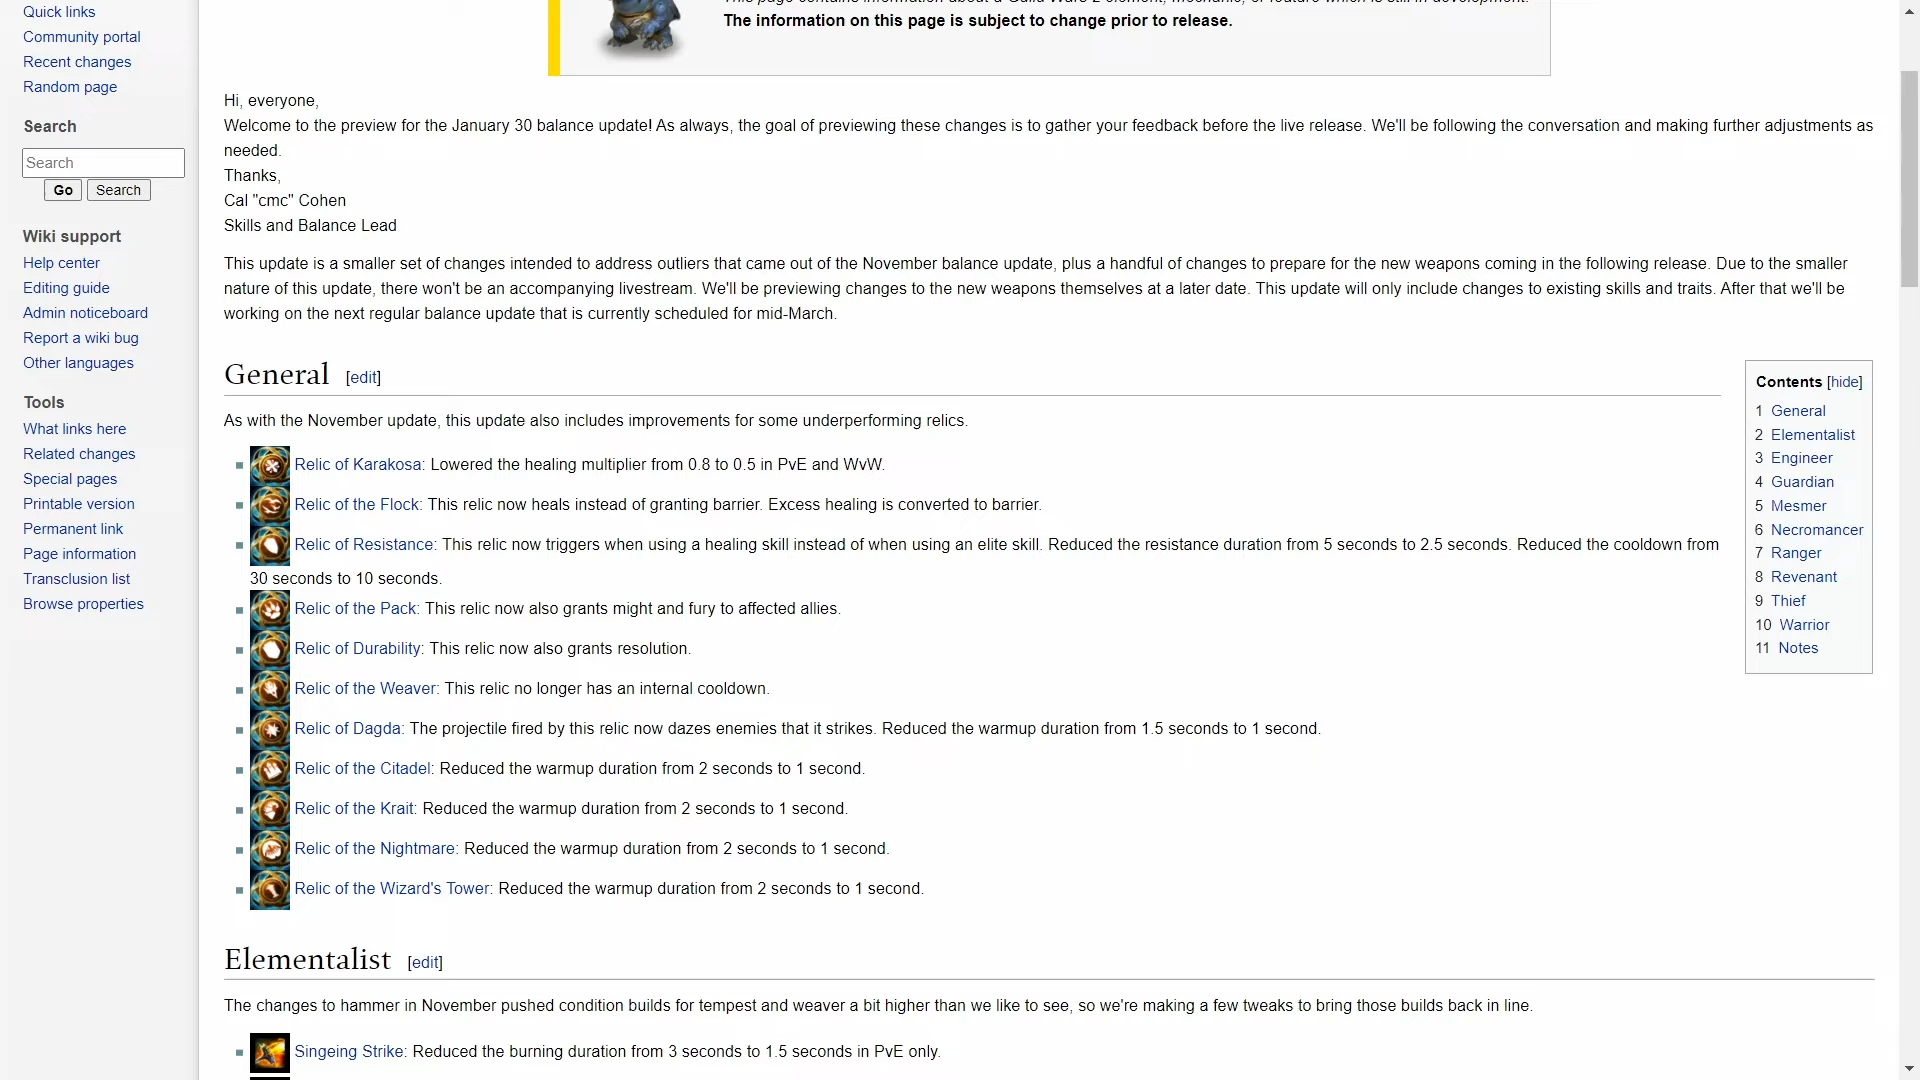 Quick links
Community portal
Recent changes
Random page
Search
Search
Go Search
Wiki support
Help center
Editing guide
Admin noticeboard
Report a wiki bug
Other languages
Tools
What links here
Related changes
Special pages
Printable version
Permanent link
Page information
Transclusion list
Browse properties
This page contains information about a Guild Wars 2 element, mechanic, or feature which is still in development.
The information on this page is subject to change prior to release.
Hi, everyone,
Welcome to the preview for the January 30 balance update! As always, the goal of previewing these changes is to gather your feedback before the live release. We'll be following the conversation and making further adjustments as
needed.
Thanks,
Cal "cmc" Cohen
Skills and Balance Lead
This update is a smaller set of changes intended to address outliers that came out of the November balance update, plus a handful of changes to prepare for the new weapons coming in the following release. Due to the smaller
nature of this update, there won't be an accompanying livestream. We'll be previewing changes to the new weapons themselves at a later date. This update will only include changes to existing skills and traits. After that we'll be
working on the next regular balance update that is currently scheduled for mid-March.
General [edit]
As with the November update, this update also includes improvements for some underperforming relics.
Relic of Karakosa: Lowered the healing multiplier from 0.8 to 0.5 in PvE and WvW.
Relic of the Flock: This relic now heals instead of granting barrier. Excess healing is converted to barrier.
Relic of Resistance: This relic now triggers when using a healing skill instead of when using an elite skill. Reduced the resistance duration from 5 seconds to 2.5 seconds. Reduced the cooldown from
30 seconds to 10 seconds.
Relic of the Pack: This relic now also grants might and fury to affected allies.
Relic of Durability: This relic now also grants resolution.
Relic of the Weaver: This relic no longer has an internal cooldown.
Relic of Dagda: The projectile fired by this relic now dazes enemies that it strikes. Reduced the warmup duration from 1.5 seconds to 1 second.
Relic of the Citadel: Reduced the warmup duration from 2 seconds to 1 second.
Relic of the Krait: Reduced the warmup duration from 2 seconds to 1 second.
Relic of the Nightmare: Reduced the warmup duration from 2 seconds to 1 second.
Relic of the Wizard's Tower: Reduced the warmup duration from 2 seconds to 1 second.
Contents [hide]
1 General
2 Elementalist
3 Engineer
4 Guardian
5 Mesmer
6 Necromancer
7 Ranger
8 Revenant
9 Thief
10 Warrior
11 Notes
Elementalist [edit]
The changes to hammer in November pushed condition builds for tempest and weaver a bit higher than we like to see, so we're making a few tweaks to bring those builds back in line.
Singeing Strike: Reduced the burning duration from 3 seconds to 1.5 seconds in PvE only.